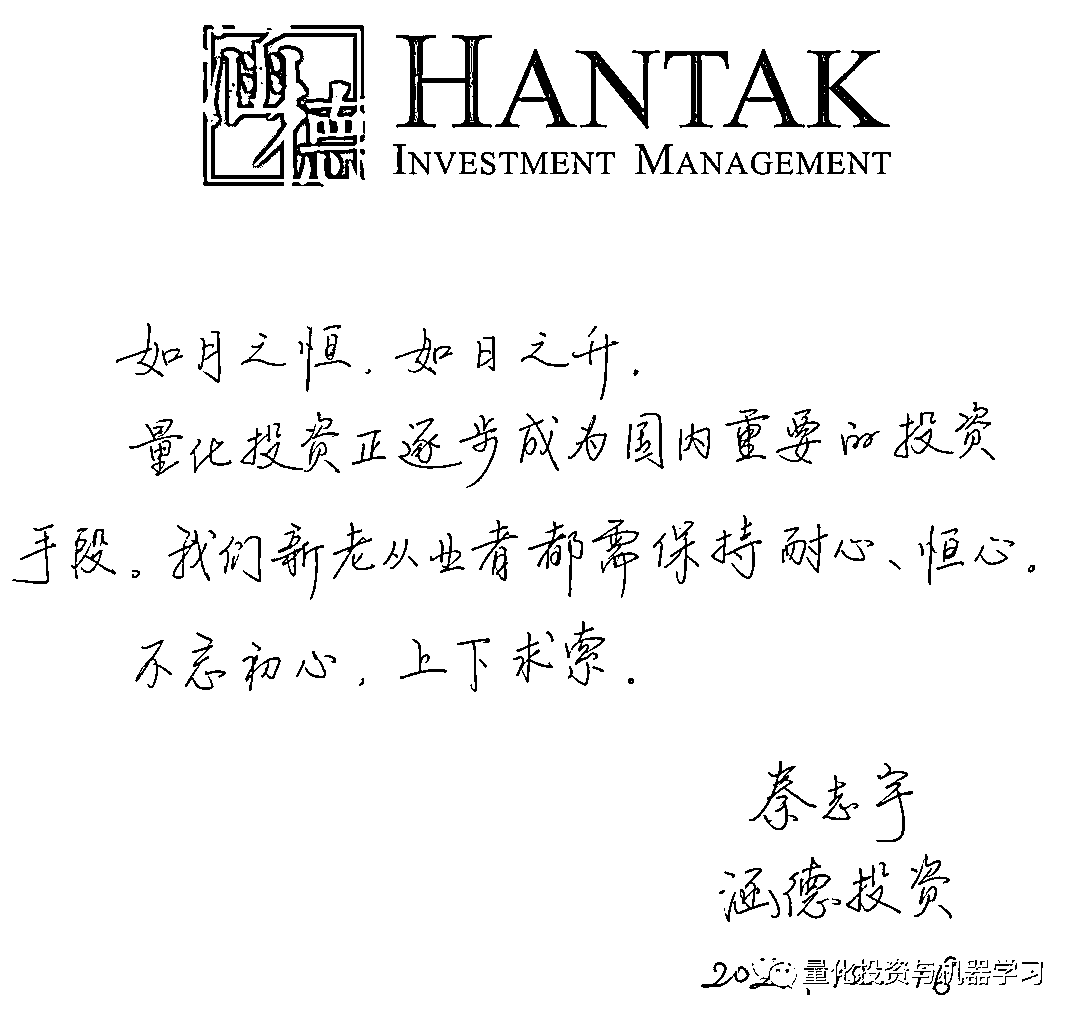 涵德
HANTAK
INVESTMENT MANAGEMENT
如月之恒，如日之升．
量化投资正逐步成为国内重要的投资
手段。我们新老从业者都需保持耐心、恒心。
不忘初心，上下求索．
秦志宇
涵德投资
量化投资与机器学习